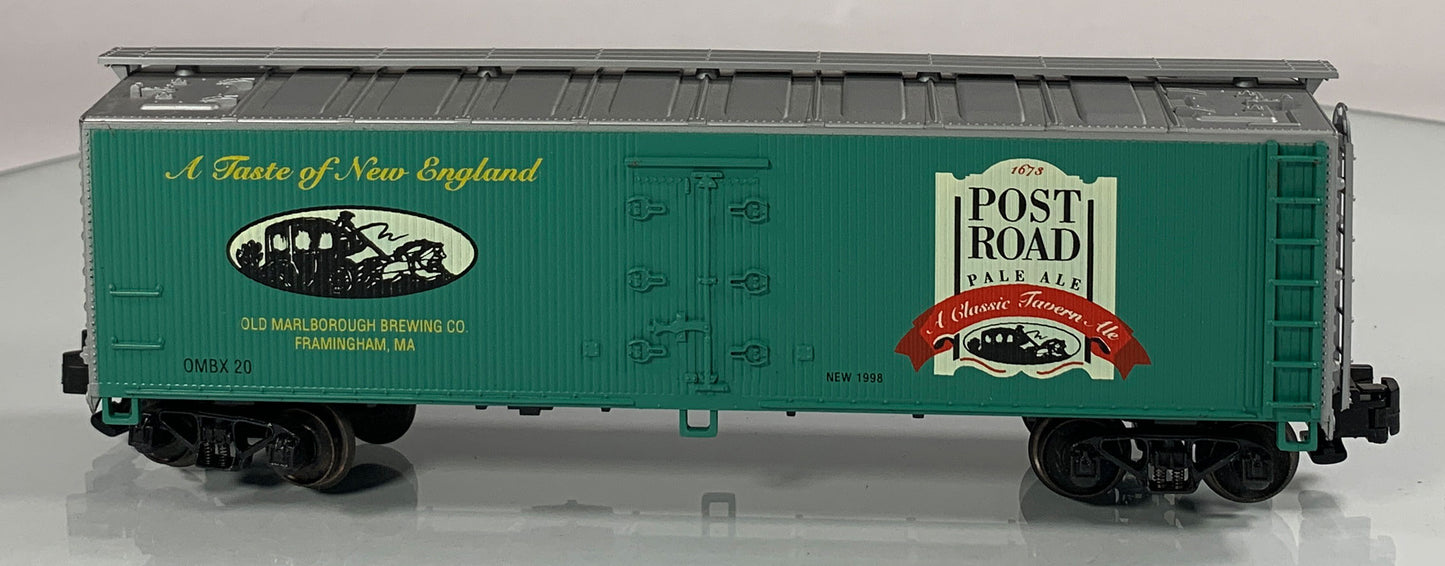 A Taste of New England
OLD MARLBOROUGH BREWING CO.
FRAMINGHAM, MA
OMBX 20
1673
POST
ROAD
PALE ALE
A Classic Tavern Ale
NEW 1998